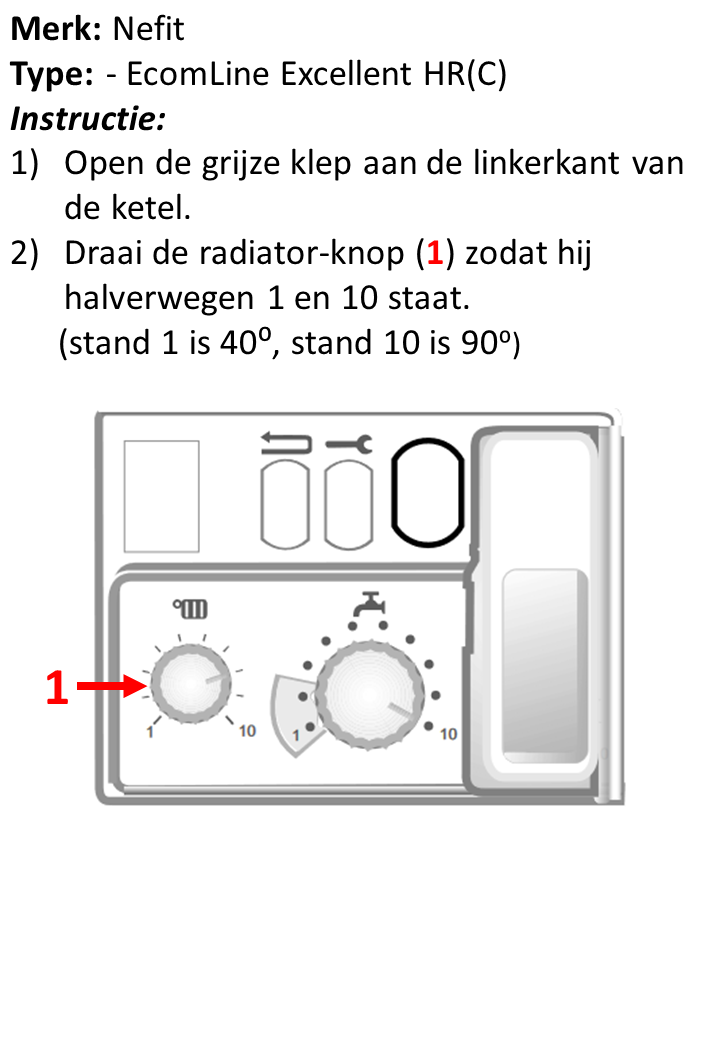 Merk: Nefit
Type: - EcomLine Excellent HR(C)
Instructie:
1) Open de grijze klep aan de linkerkant van
de ketel.
2) Draai de radiator-knop (1) zodat hij
halverwegen 1 en 10 staat.
(stand 1 is 40⁰, stand 10 is 90⁰)
1
1 10
1 10